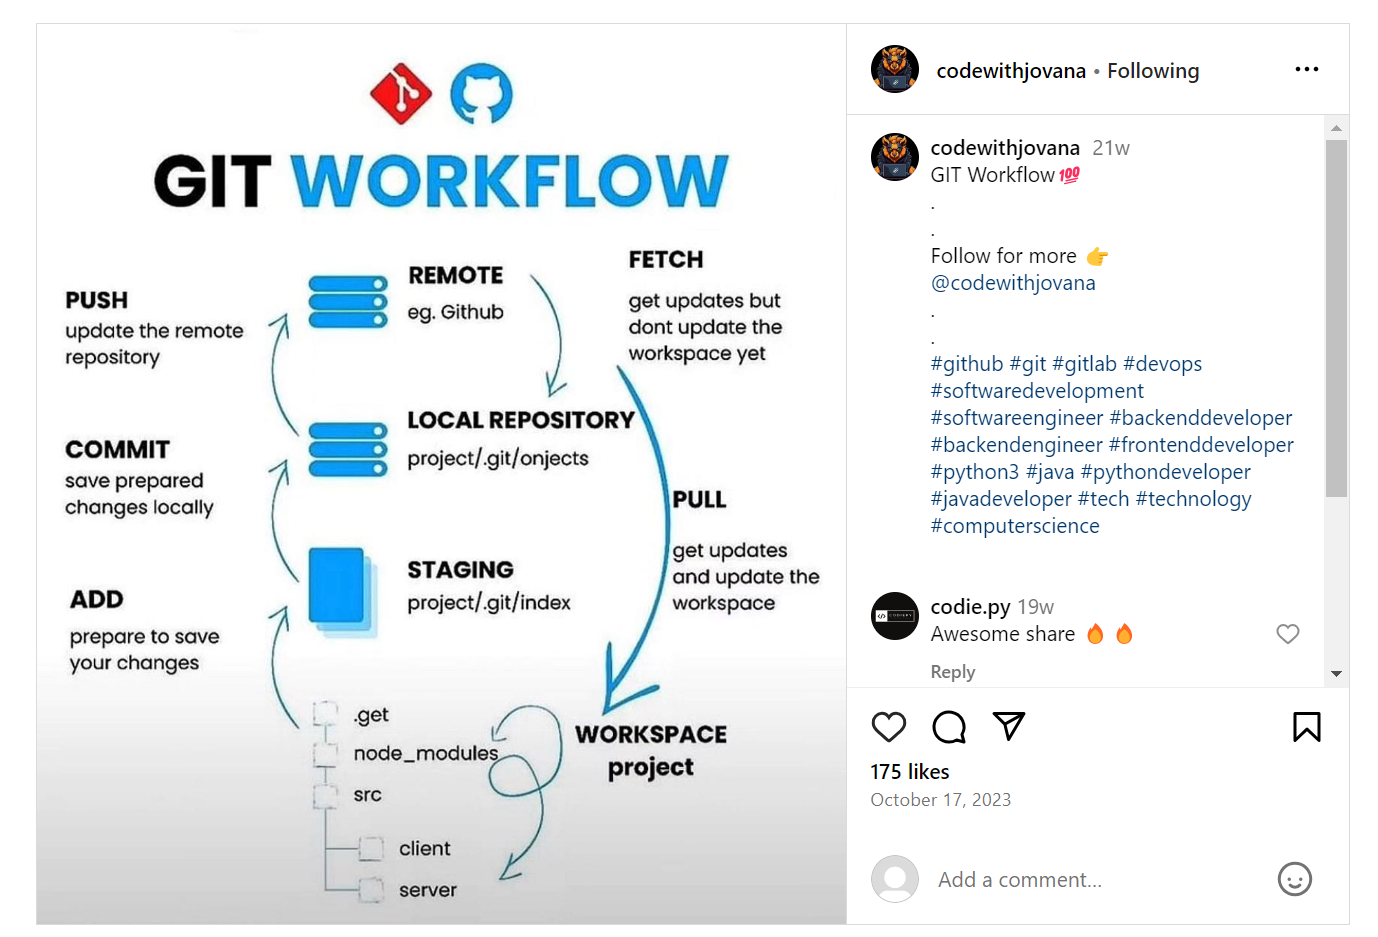 GIT WORKFLOW
PUSH
update the remote
repository
REMOTE
eg. Github
FETCH
get updates but
dont update the
workspace yet
COMMIT
save prepared
changes locally
LOCAL REPOSITORY
project/.git/onjects
PULL
get updates
and update the
workspace
ADD
prepare to save
your changes
STAGING
project/.git/index
.get
node_modules
src
client
server
WORKSPACE
project
codewithjovana • Following
codewithjovana 21w
GIT Workflow💯
.
.
Follow for more 👉
@codewithjovana
.
.
#github #git #gitlab #devops
#softwaredevelopment
#softwareengineer #backenddeveloper
#backendengineer #frontenddeveloper
#python3 #java #pythondeveloper
#javadeveloper #tech #technology
#computerscience
codie.py 19w
Awesome share 🔥 🔥
Reply
175 likes
October 17, 2023
Add a comment...